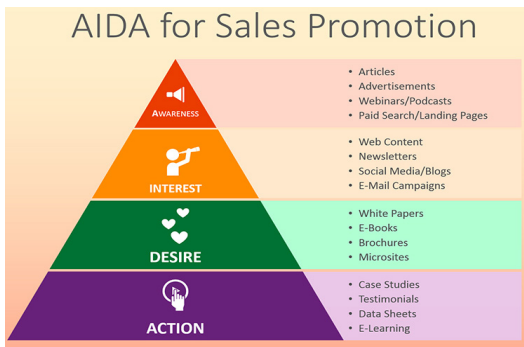 AIDA for Sales Promotion
AWARENESS
• Articles
• Advertisements
• Webinars/Podcasts
• Paid Search/Landing Pages
INTEREST
• Web Content
• Newsletters
• Social Media/Blogs
• E-Mail Campaigns
DESIRE
• White Papers
• E-Books
• Brochures
• Microsites
ACTION
• Case Studies
• Testimonials
• Data Sheets
• E-Learning